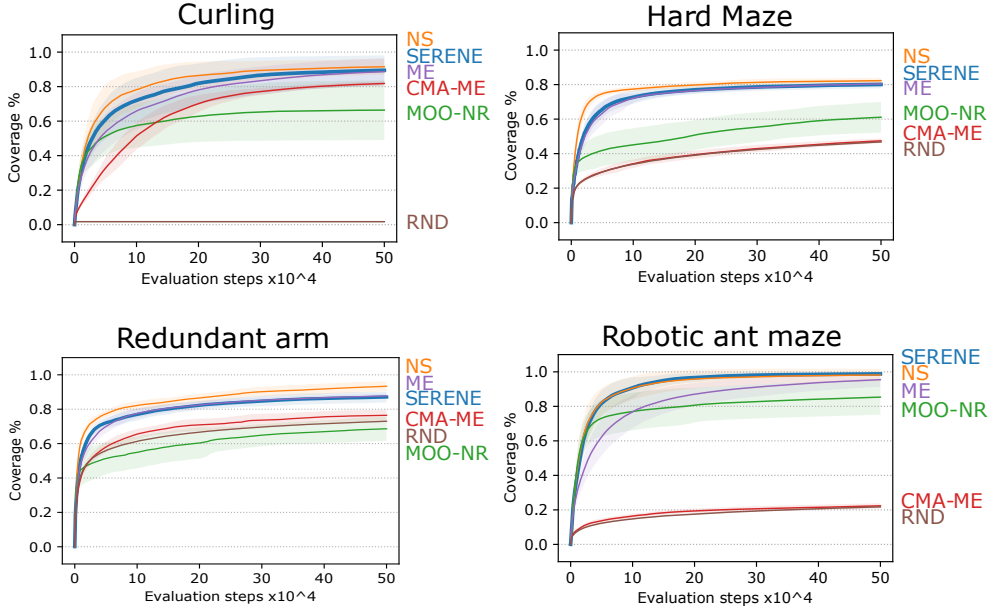 Curling
1.0
0.8
0.6
0.4
0.2
0.0
Coverage %
0 10 20 30 40 50
Evaluation steps x10^4
NS
SERENE
ME
CMA-ME
MOO-NR
RND
Hard Maze
1.0
0.8
0.6
0.4
0.2
0.0
Coverage %
0 10 20 30 40 50
Evaluation steps x10^4
NS
SERENE
ME
MOO-NR
CMA-ME
RND
Redundant arm
1.0
0.8
0.6
0.4
0.2
0.0
Coverage %
0 10 20 30 40 50
Evaluation steps x10^4
NS
ME
SERENE
CMA-ME
RND
MOO-NR
Robotic ant maze
1.0
0.8
0.6
0.4
0.2
0.0
Coverage %
0 10 20 30 40 50
Evaluation steps x10^4
SERENE
NS
ME
MOO-NR
CMA-ME
RND